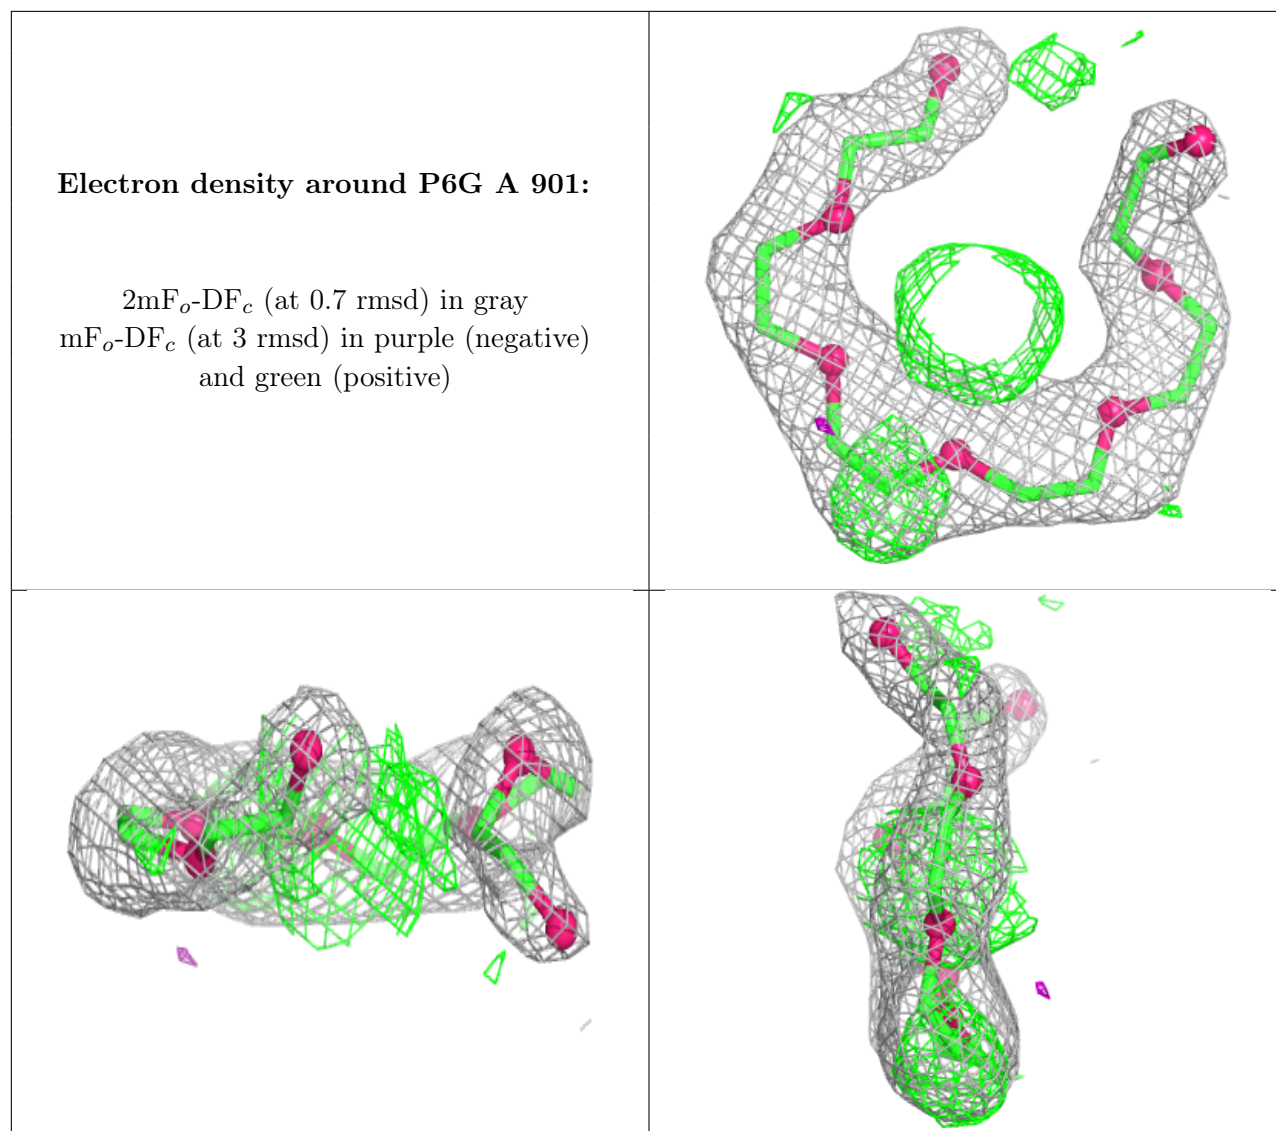 Electron density around P6G A 901:
2mFo-DFc (at 0.7 rmsd) in gray
mFo-DFc (at 3 rmsd) in purple (negative)
and green (positive)